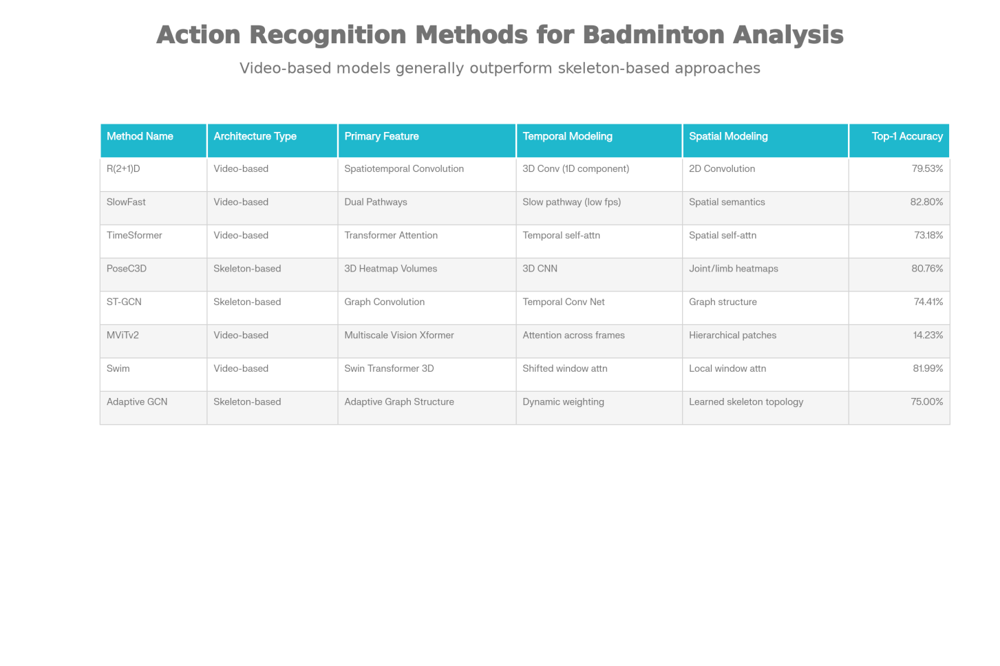 Action Recognition Methods for Badminton Analysis
Video-based models generally outperform skeleton-based approaches
Method Name Architecture Type Primary Feature Temporal Modeling Spatial Modeling Top-1 Accuracy
R(2+1)D Video-based Spatiotemporal Convolution 3D Conv (1D component) 2D Convolution 79.53%
SlowFast Video-based Dual Pathways Slow pathway (low fps) Spatial semantics 82.80%
TimeSformer Video-based Transformer Attention Temporal self-attn Spatial self-attn 73.18%
PoseC3D Skeleton-based 3D Heatmap Volumes 3D CNN Joint/limb heatmaps 80.76%
ST-GCN Skeleton-based Graph Convolution Temporal Conv Net Graph structure 74.41%
MViTv2 Video-based Multiscale Vision Xformer Attention across frames Hierarchical patches 14.23%
Swim Video-based Swin Transformer 3D Shifted window attn Local window attn 81.99%
Adaptive GCN Skeleton-based Adaptive Graph Structure Dynamic weighting Learned skeleton topology 75.00%